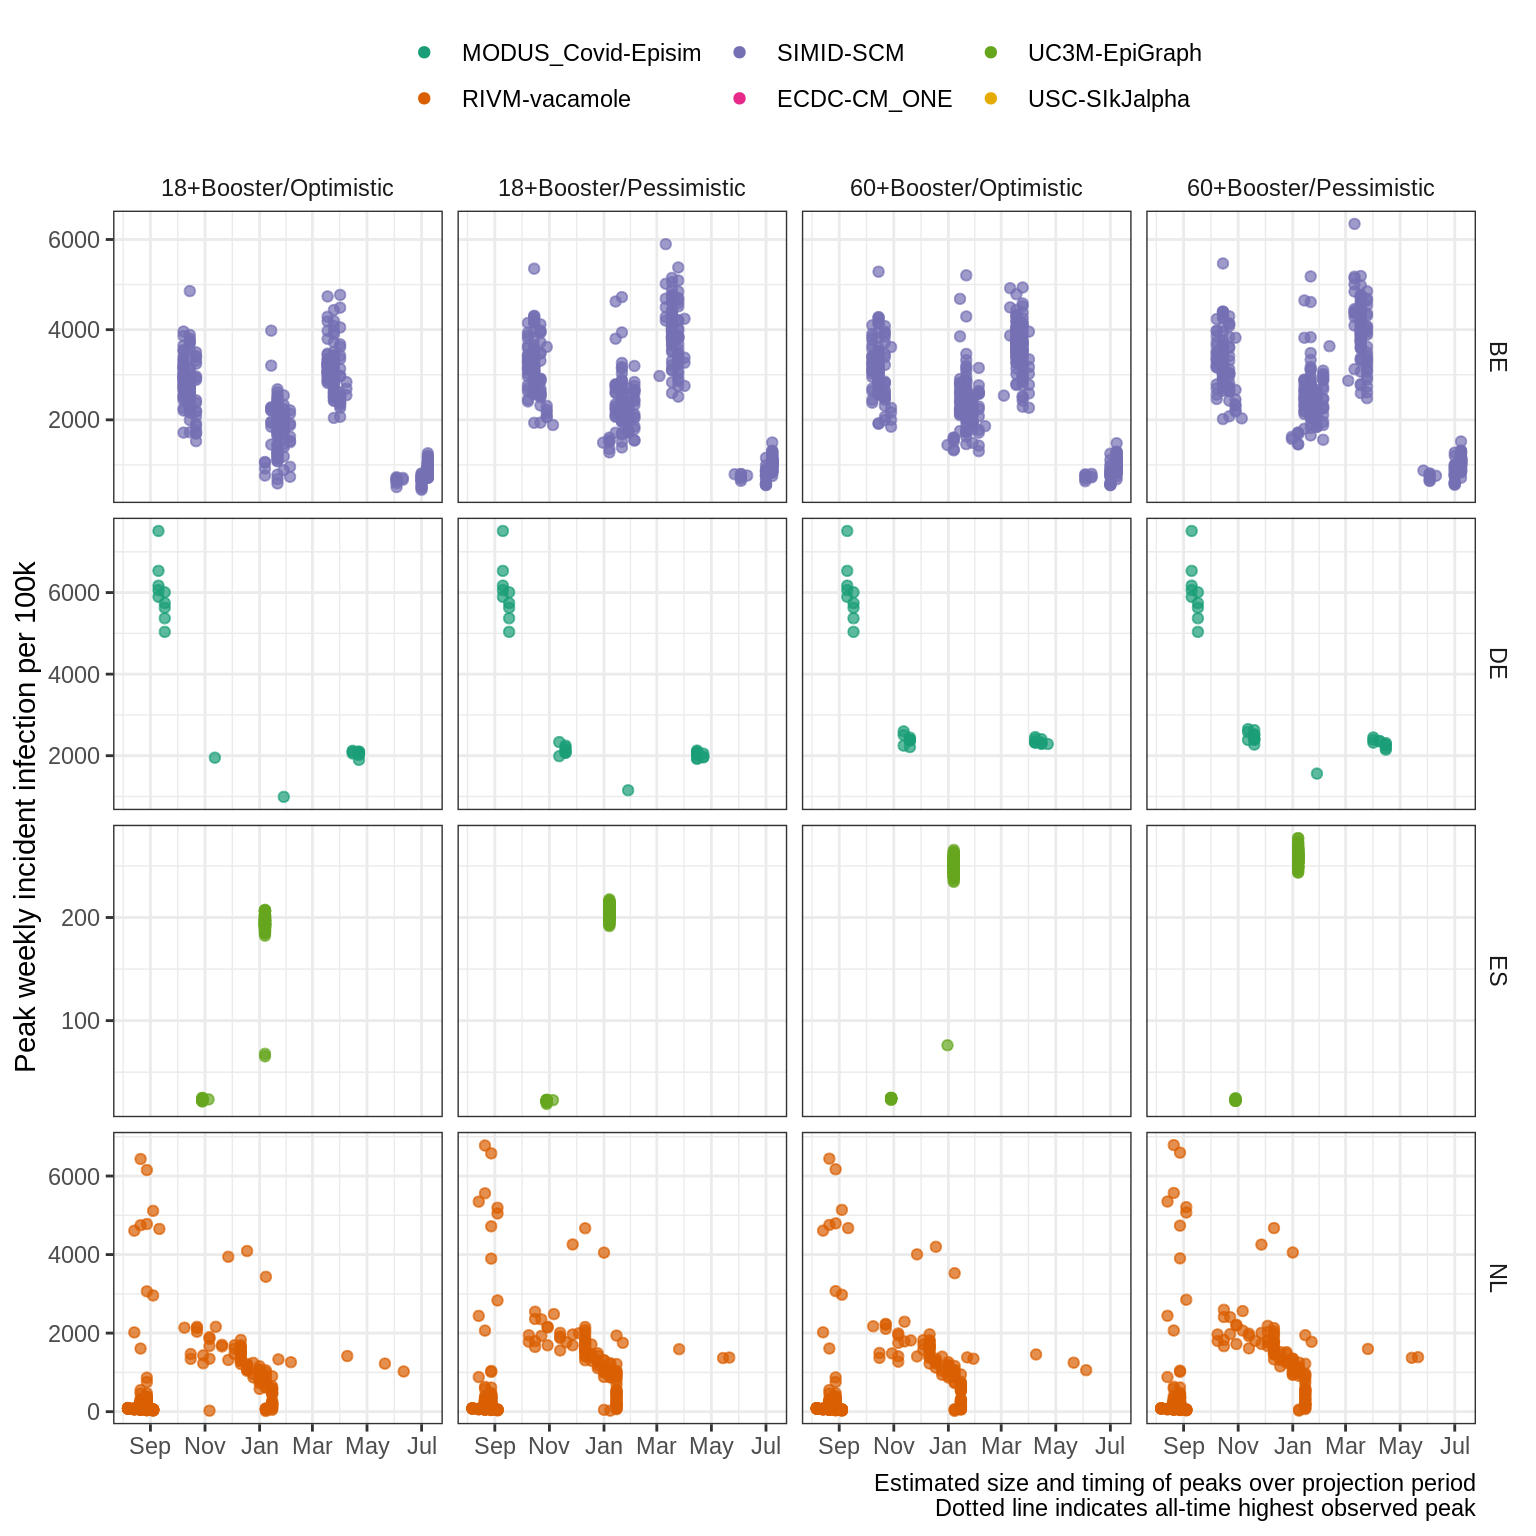 MODUS_Covid-Episim SIMID-SCM UC3M-EpiGraph
RIVM-vacamole ECDC-CM_ONE USC-SIkJalpha
18+Booster/Optimistic 18+Booster/Pessimistic 60+Booster/Optimistic 60+Booster/Pessimistic
6000
4000
2000
BE
6000
4000
2000
DE
200
100
ES
6000
4000
2000
0
NL
Peak weekly incident infection per 100k
Sep Nov Jan Mar May Jul Sep Nov Jan Mar May Jul Sep Nov Jan Mar May Jul Sep Nov Jan Mar May Jul
Estimated size and timing of peaks over projection period
Dotted line indicates all-time highest observed peak